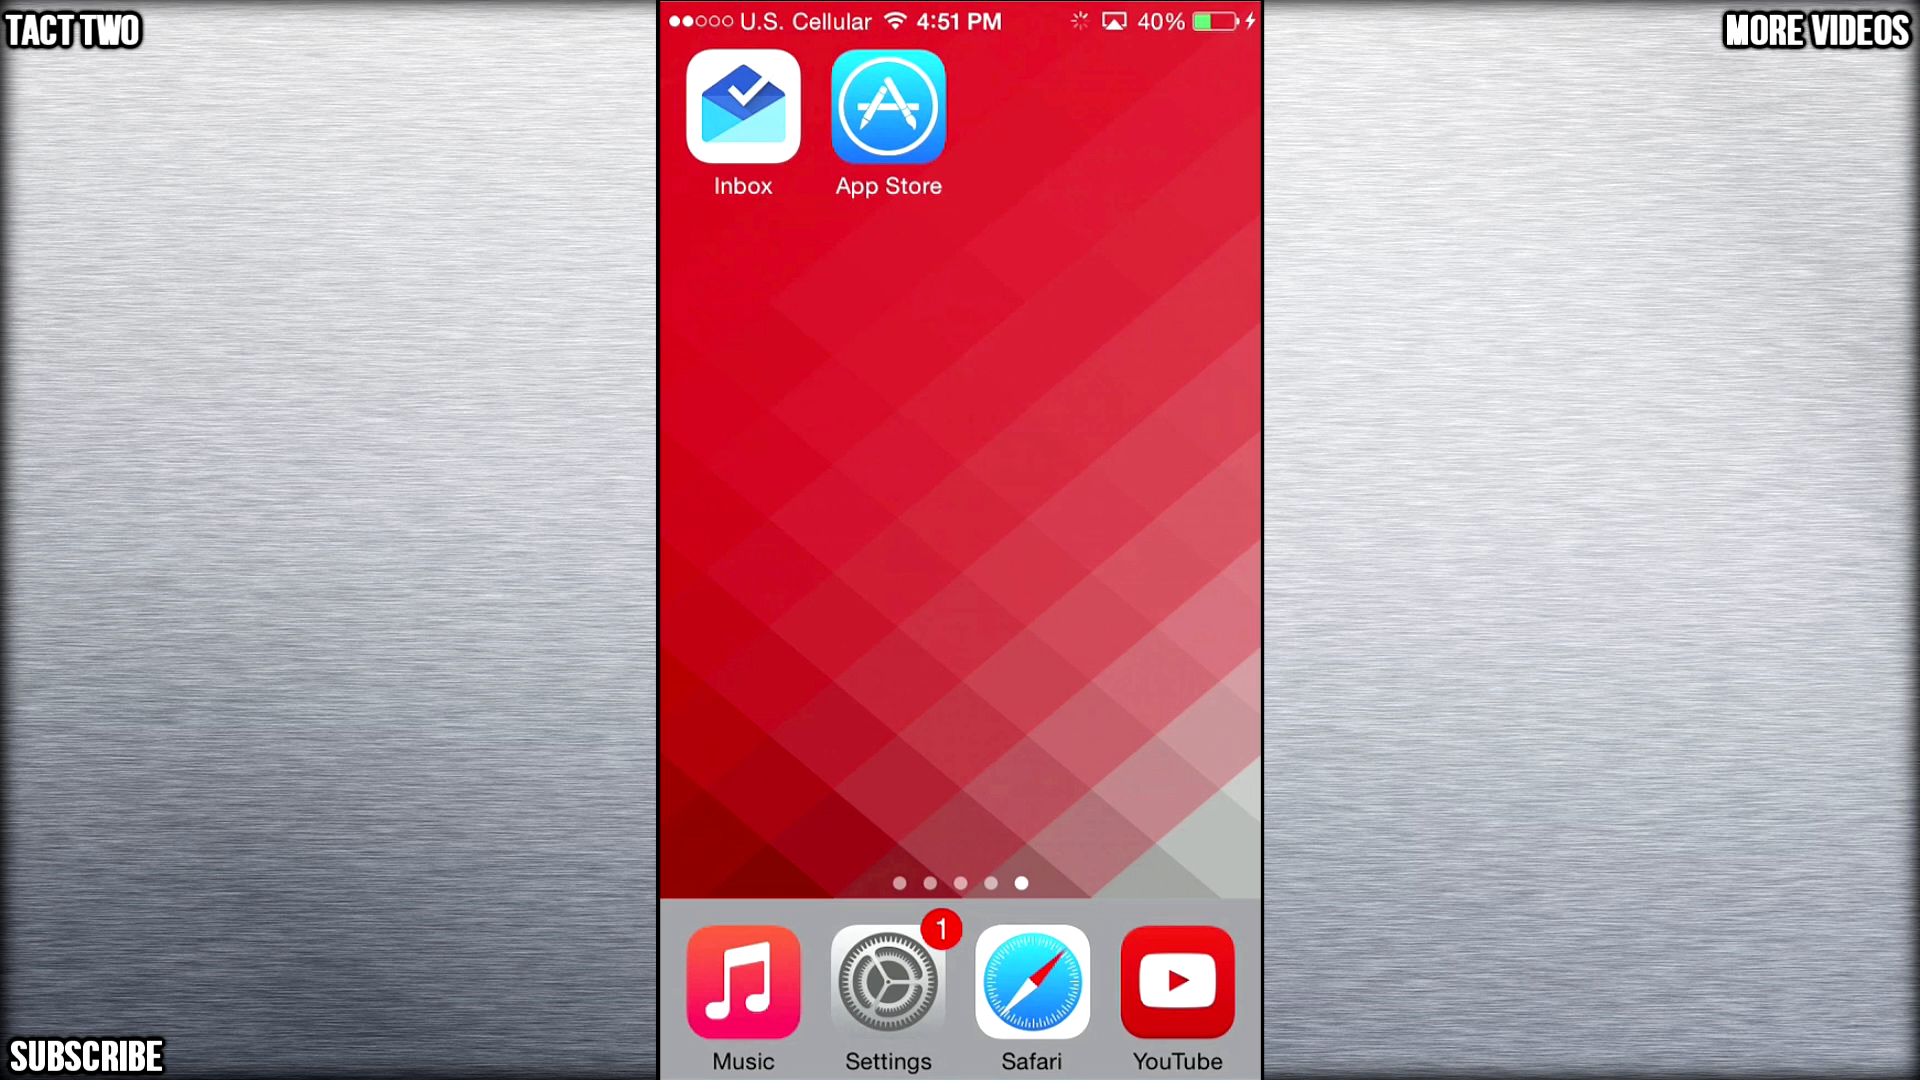 TACT TWO
MORE VIDEOS
U.S. Cellular 4:51 PM 40%
Inbox
App Store
1
Music
Settings
Safari
YouTube
SUBSCRIBE